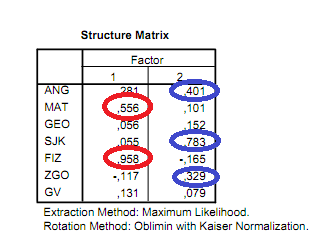 Structure Matrix
Factor
1 2
ANG ,281 ,401
MAT ,556 ,101
GEO ,056 ,152
SJK ,055 ,783
FIZ ,958 -,165
ZGO -,117 ,329
GV ,131 ,079
Extraction Method: Maximum Likelihood.
Rotation Method: Oblimin with Kaiser Normalization.